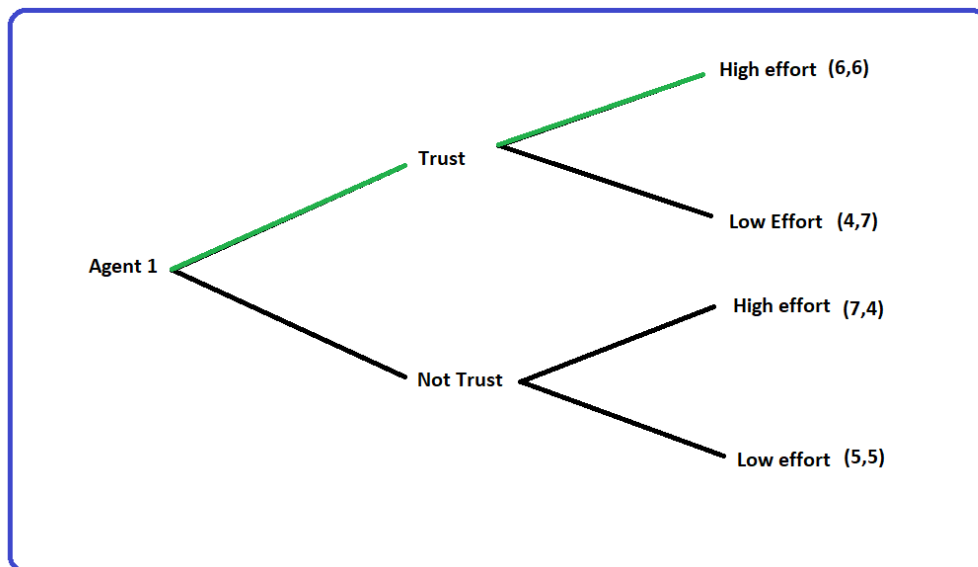 High effort (6,6)
Trust
Low Effort (4,7)
Agent 1
High effort (7,4)
Not Trust
Low effort (5,5)